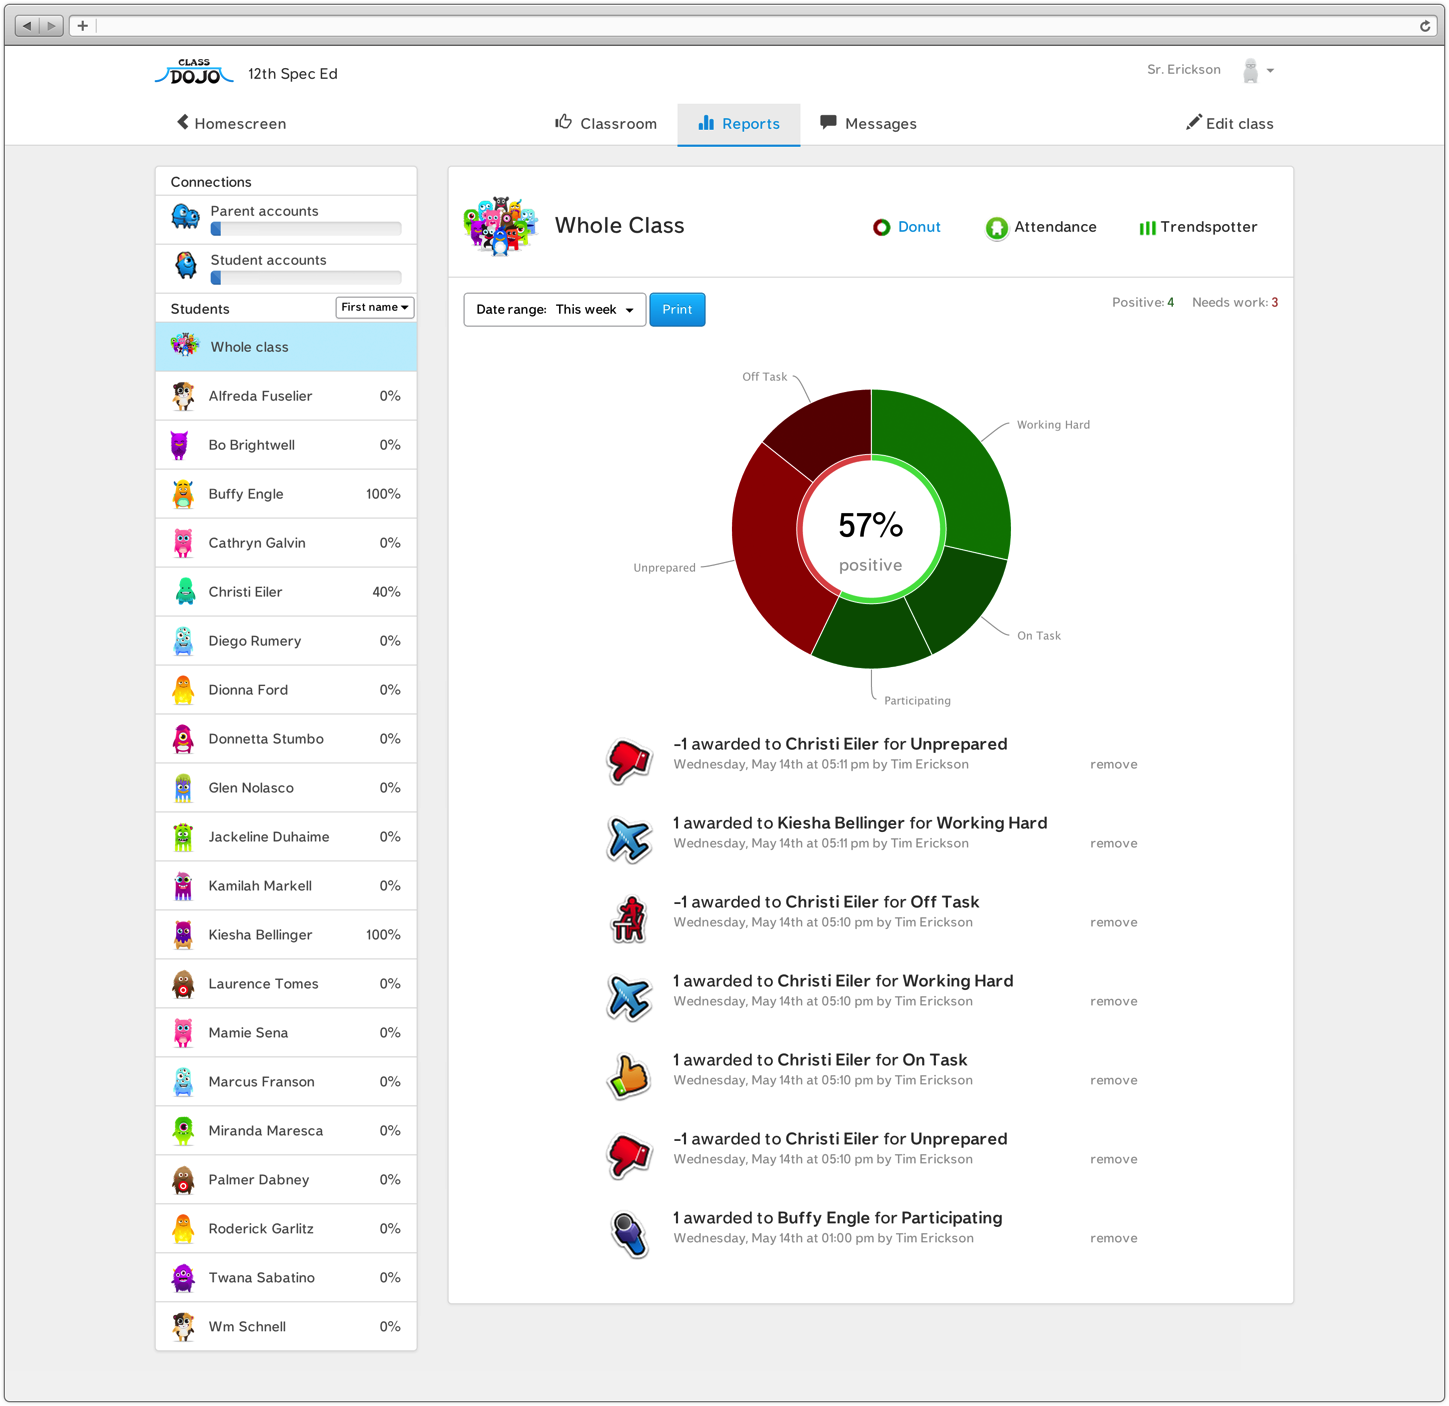 CLASS
DOJO
12th Spec Ed
Sr. Erickson
Homescreen
Classroom
Reports
Messages
Edit class
Connections
Parent accounts
Student accounts
Students
First name
Whole class
Alfreda Fuselier 0%
Bo Brightwell 0%
Buffy Engle 100%
Cathryn Galvin 0%
Christi Eiler 40%
Diego Rumery 0%
Dionna Ford 0%
Donnetta Stumbo 0%
Glen Nolasco 0%
Jackeline Duhaime 0%
Kamilah Markell 0%
Kiesha Bellinger 100%
Laurence Tomes 0%
Mamie Sena 0%
Marcus Franson 0%
Miranda Maresca 0%
Palmer Dabney 0%
Roderick Garlitz 0%
Twana Sabatino 0%
Wm Schnell 0%
Whole Class
Donut
Attendance
Trendspotter
Date range: This week
Print
Positive: 4 Needs work: 3
Off Task
Working Hard
57%
positive
Unprepared
On Task
Participating
-1 awarded to Christi Eiler for Unprepared
Wednesday, May 14th at 05:11 pm by Tim Erickson remove
1 awarded to Kiesha Bellinger for Working Hard
Wednesday, May 14th at 05:11 pm by Tim Erickson remove
-1 awarded to Christi Eiler for Off Task
Wednesday, May 14th at 05:10 pm by Tim Erickson remove
1 awarded to Christi Eiler for Working Hard
Wednesday, May 14th at 05:10 pm by Tim Erickson remove
1 awarded to Christi Eiler for On Task
Wednesday, May 14th at 05:10 pm by Tim Erickson remove
-1 awarded to Christi Eiler for Unprepared
Wednesday, May 14th at 05:10 pm by Tim Erickson remove
1 awarded to Buffy Engle for Participating
Wednesday, May 14th at 01:00 pm by Tim Erickson remove